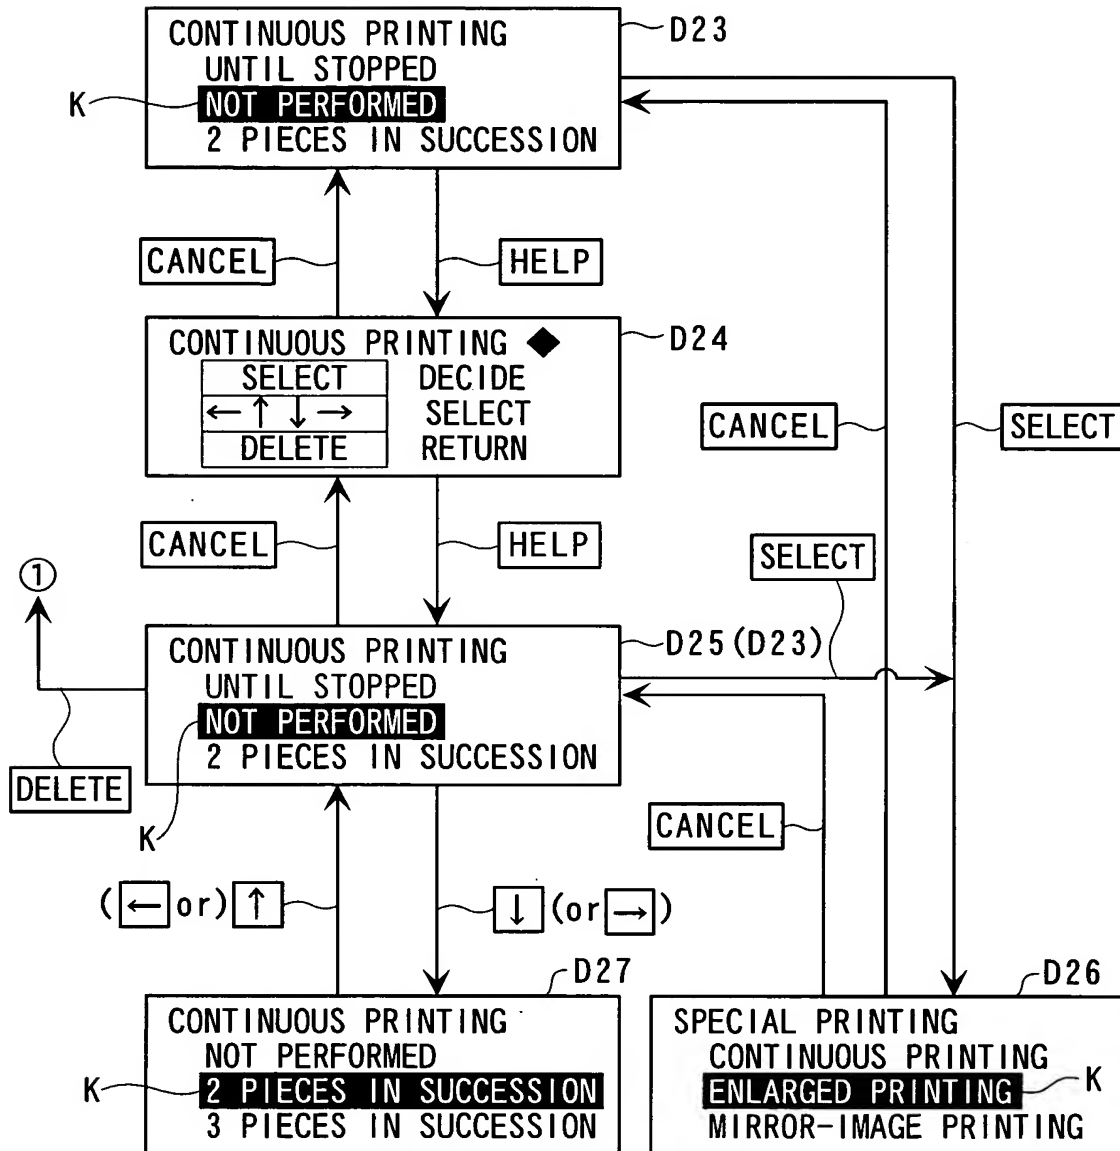 CONTINUOUS PRINTING
UNTIL STOPPED
NOT PERFORMED
2 PIECES IN SUCCESSION
D23
K
CANCEL
HELP
CONTINUOUS PRINTING ◆
SELECT DECIDE
← ↑ ↓ → SELECT
DELETE RETURN
D24
CANCEL
SELECT
CANCEL
HELP
SELECT
①
CONTINUOUS PRINTING
UNTIL STOPPED
NOT PERFORMED
2 PIECES IN SUCCESSION
D25(D23)
DELETE
K
CANCEL
(← or) ↑
↓ (or →)
D27
D26
CONTINUOUS PRINTING
NOT PERFORMED
2 PIECES IN SUCCESSION
3 PIECES IN SUCCESSION
K
SPECIAL PRINTING
CONTINUOUS PRINTING
ENLARGED PRINTING
MIRROR-IMAGE PRINTING
K